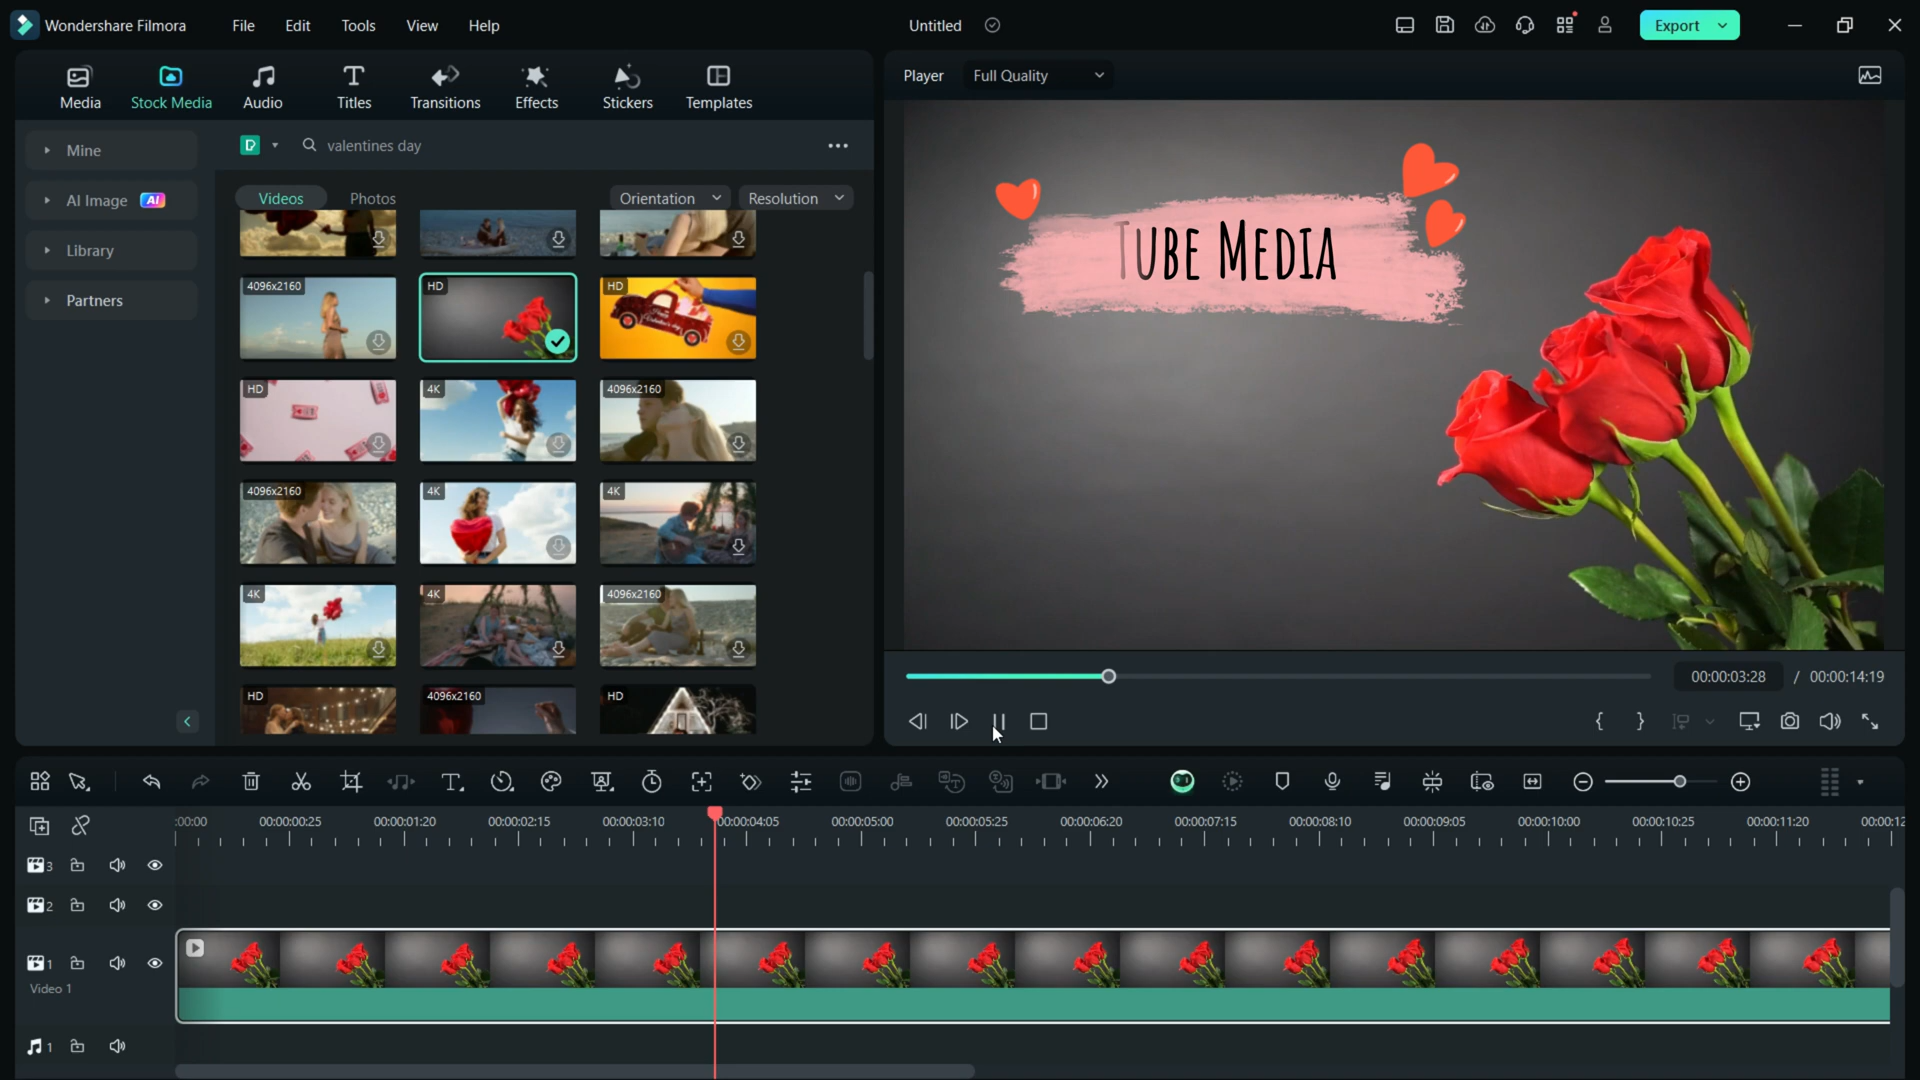 Wondershare Filmora
File Edit Tools View Help
Untitled
Export
Media
Stock Media
Audio
Titles
Transitions
Effects
Stickers
Templates
Player
Full Quality
Mine
AI Image AI
Library
Partners
valentines day
Videos
Photos
Orientation
Resolution
4096x2160
HD
HD
HD
4K
4096x2160
4096x2160
4K
4K
4K
4K
4096x2160
HD
4096x2160
HD
TUBE MEDIA
00:00:03:28 / 00:00:14:19
:00:00 00:00:00:25 00:00:01:20 00:00:02:15 00:00:03:10 00:00:04:05 00:00:05:00 00:00:05:25 00:00:06:20 00:00:07:15 00:00:08:10 00:00:09:05 00:00:10:00 00:00:10:25 00:00:11:20 00:00:12
3
2
1
Video 1
1